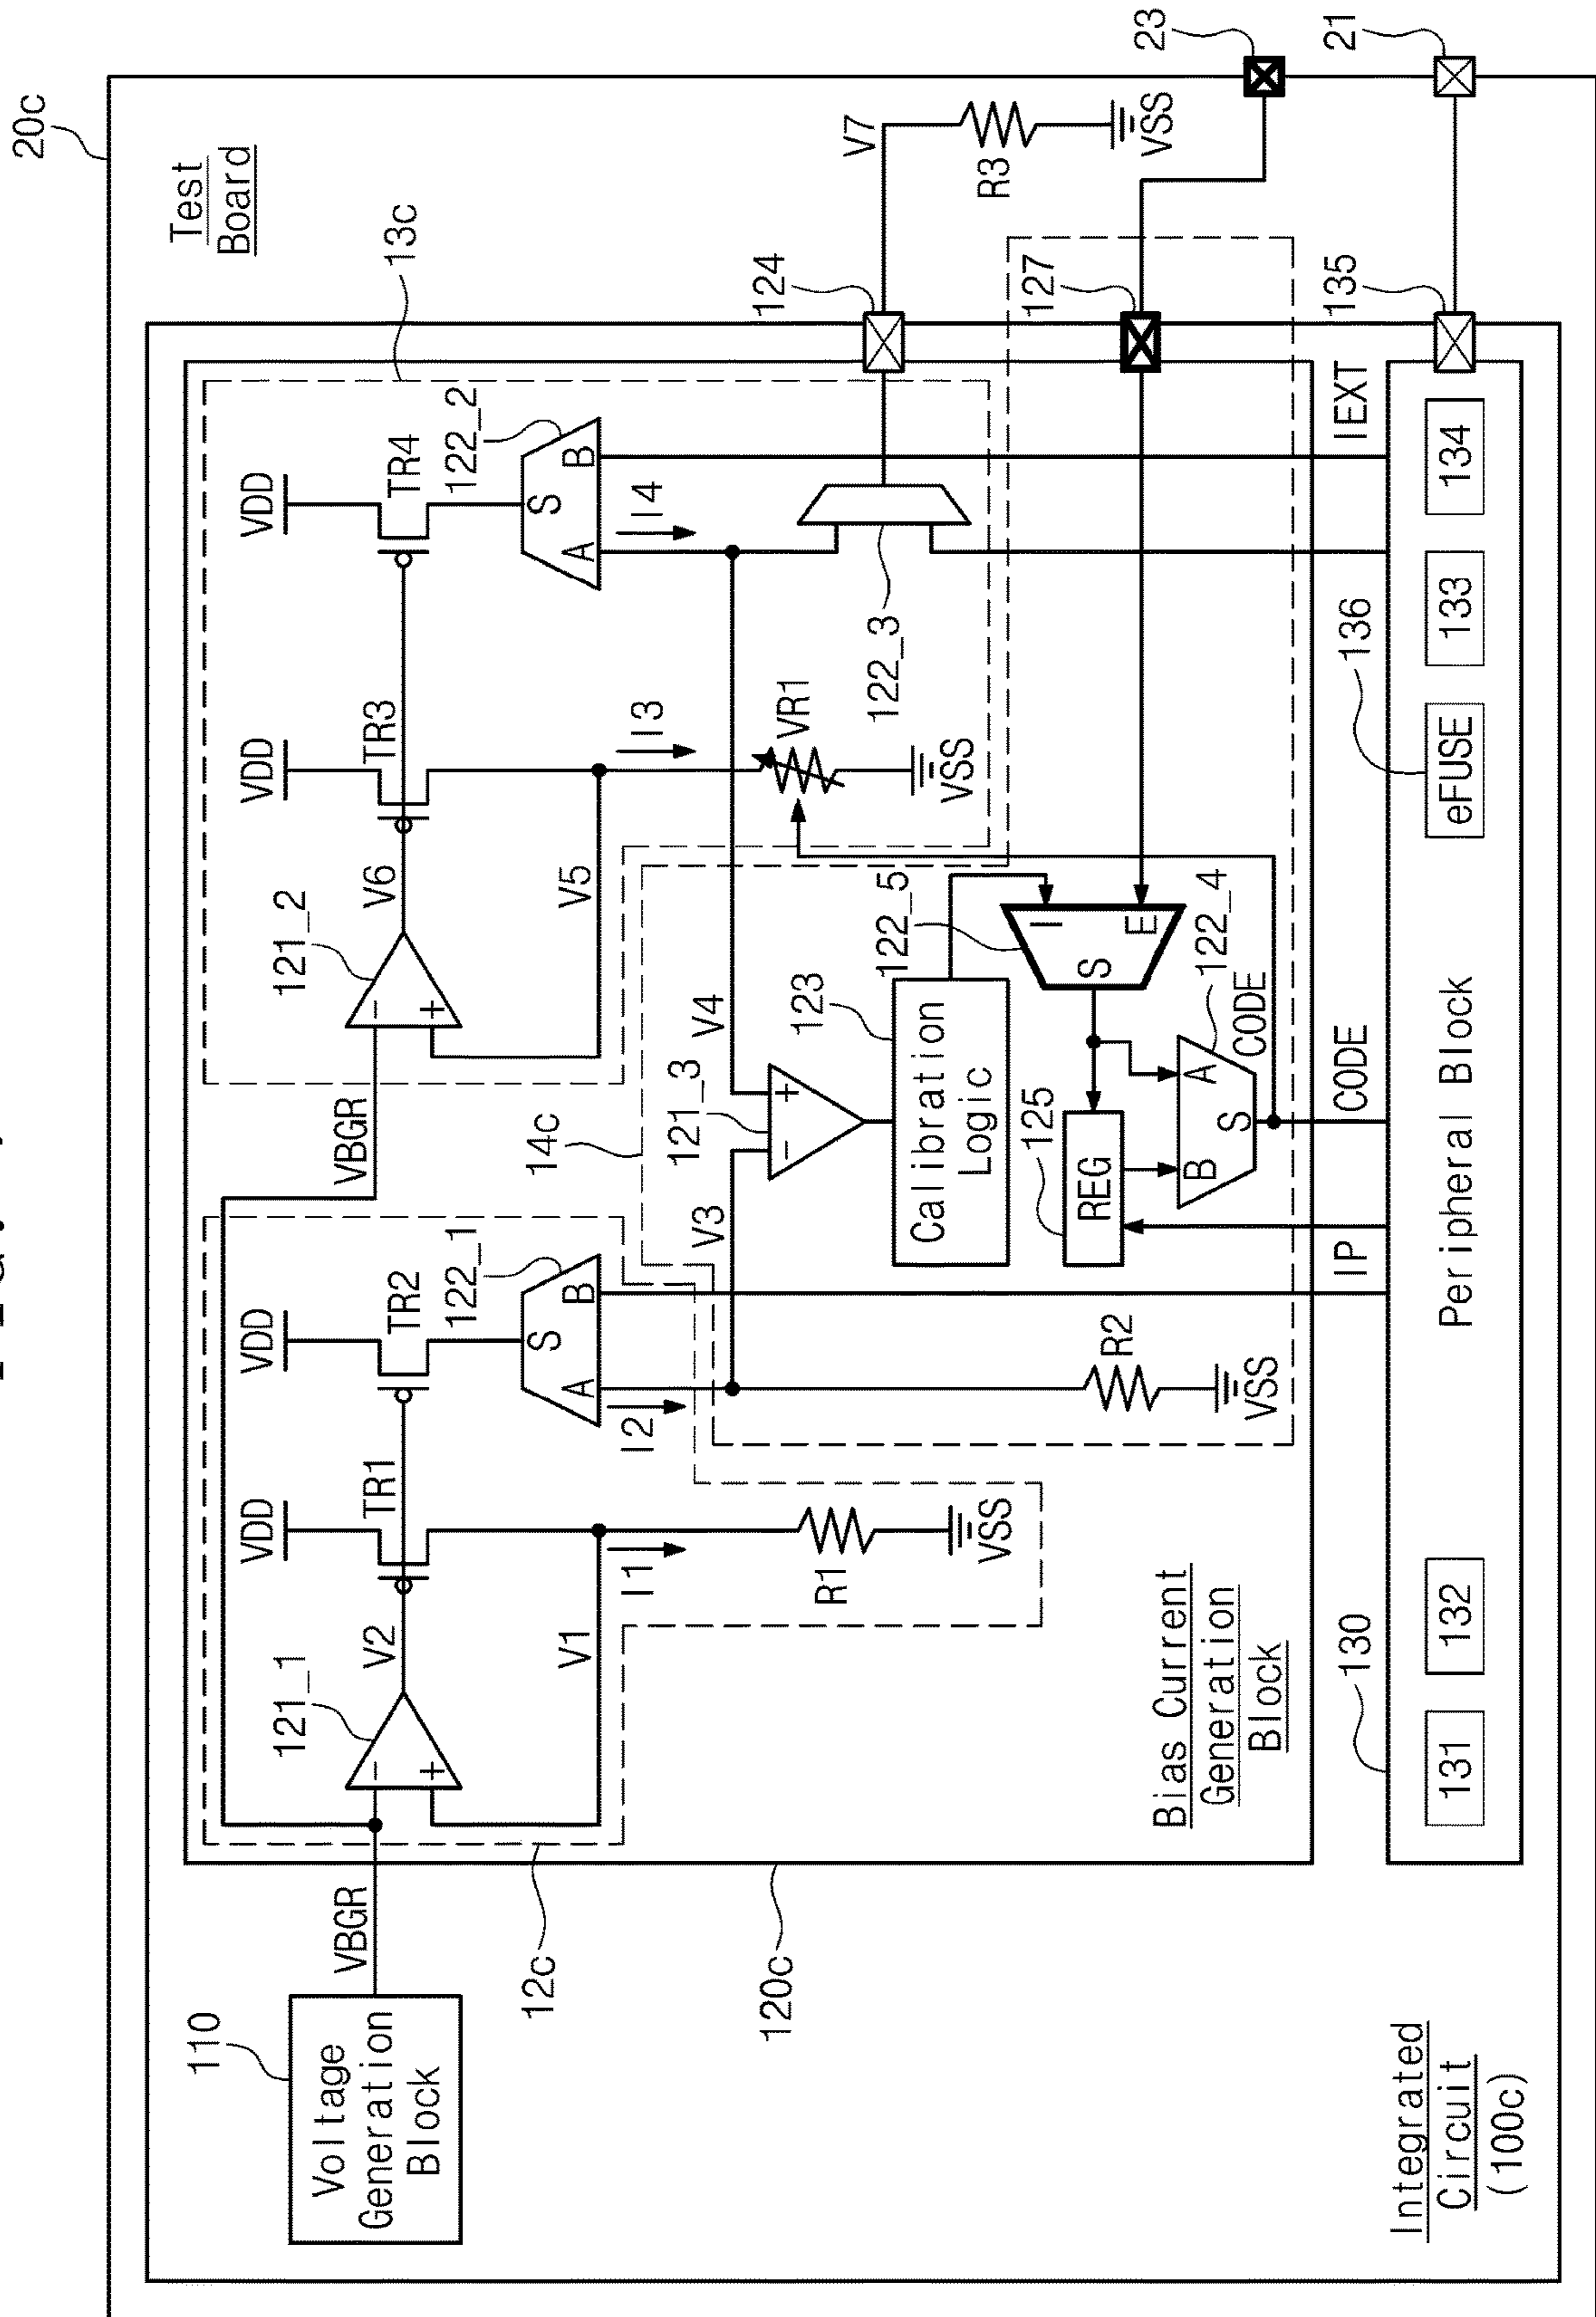 20c
Test
Board
110
Voltage
Generation
Block
VBGR
12c
121_1
V2
V1
VDD
TR1
I1
R1
VSS
VDD
TR2
122_1
S
A
B
I2
VBGR
121_2
V6
V5
VDD
TR3
I3
VR1
VSS
VDD
TR4
122_2
S
A
B
I4
13c
122_3
124
V7
R3
VSS
14c
V3
V4
121_3
R2
VSS
123
Calibration
Logic
122_5
I
E
S
125
REG
122_4
A
B
S
CODE
127
23
120c
Bias Current
Generation
Block
IP
CODE
IEXT
130
131
132
Peripheral Block
136
eFUSE
133
134
135
21
Integrated
Circuit
(100c)
-
+
-
+
-
+